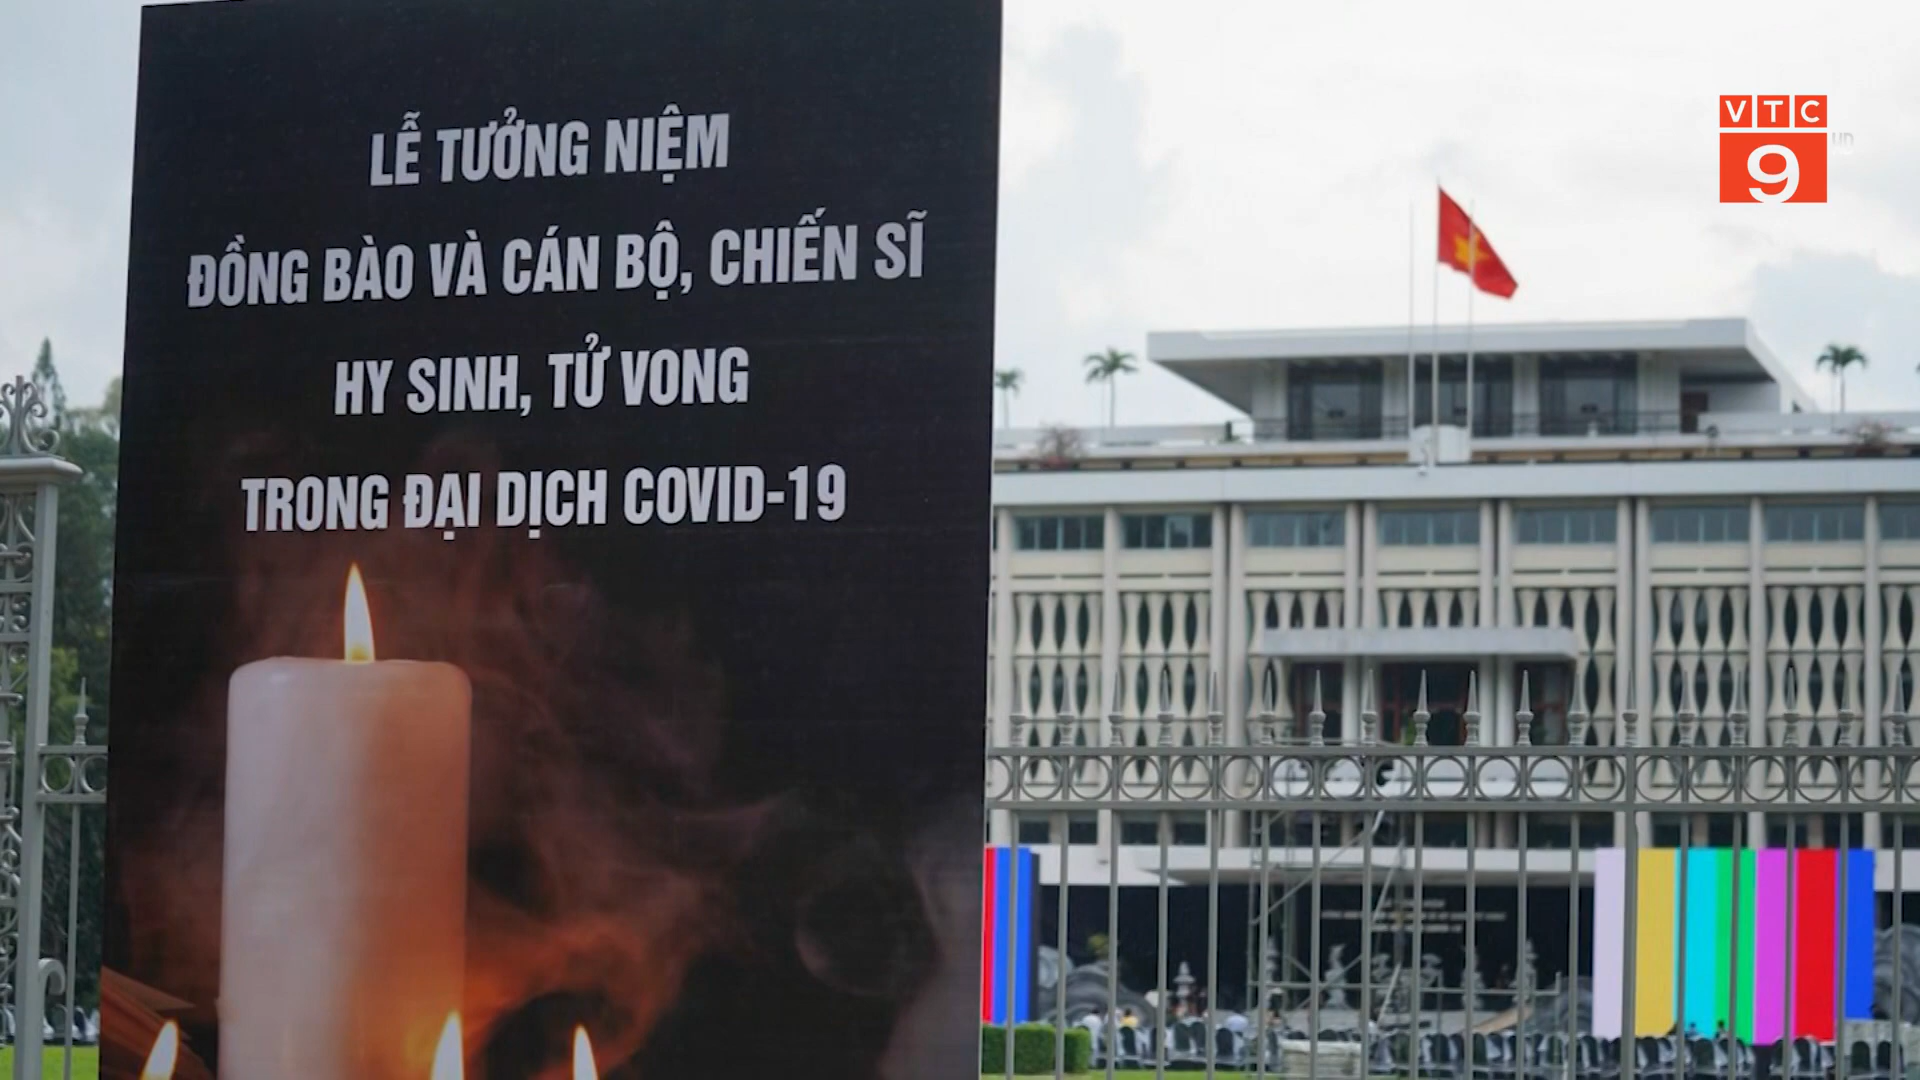 LỄ TƯỞNG NIỆM
ĐỒNG BÀO VÀ CÁN BỘ, CHIẾN SĨ
HY SINH, TỬ VONG
TRONG ĐẠI DỊCH COVID-19
VTC
9
HD